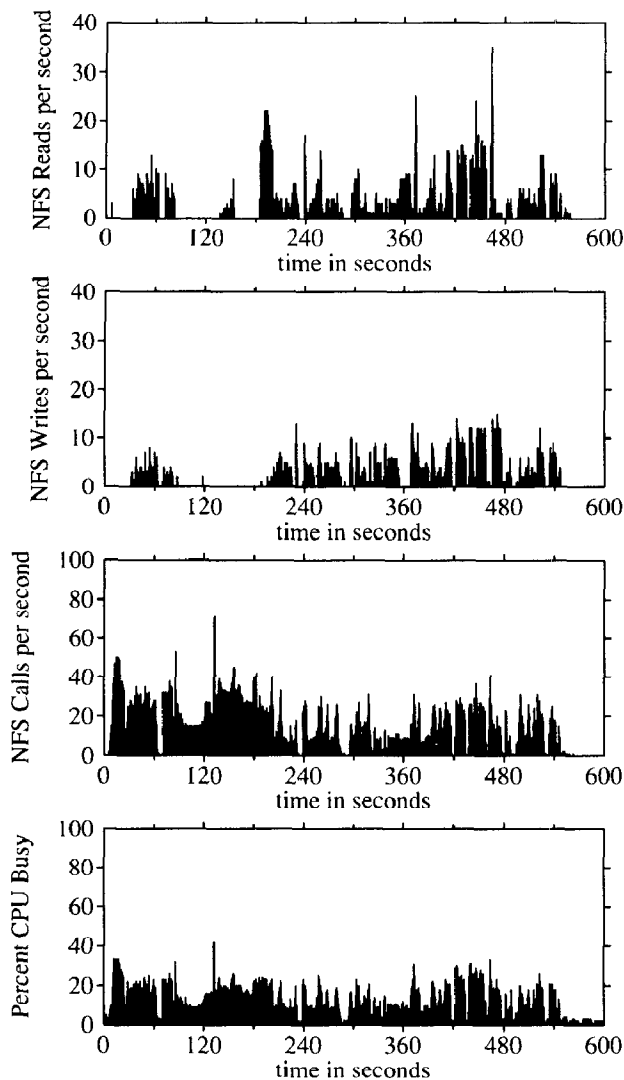 NFS Reads per second
40
30
20
10
0
0 120 240 360 480 600
time in seconds
NFS Writes per second
40
30
20
10
0
0 120 240 360 480 600
time in seconds
NFS Calls per second
100
80
60
40
20
0
0 120 240 360 480 600
time in seconds
Percent CPU Busy
100
80
60
40
20
0
0 120 240 360 480 600
time in seconds